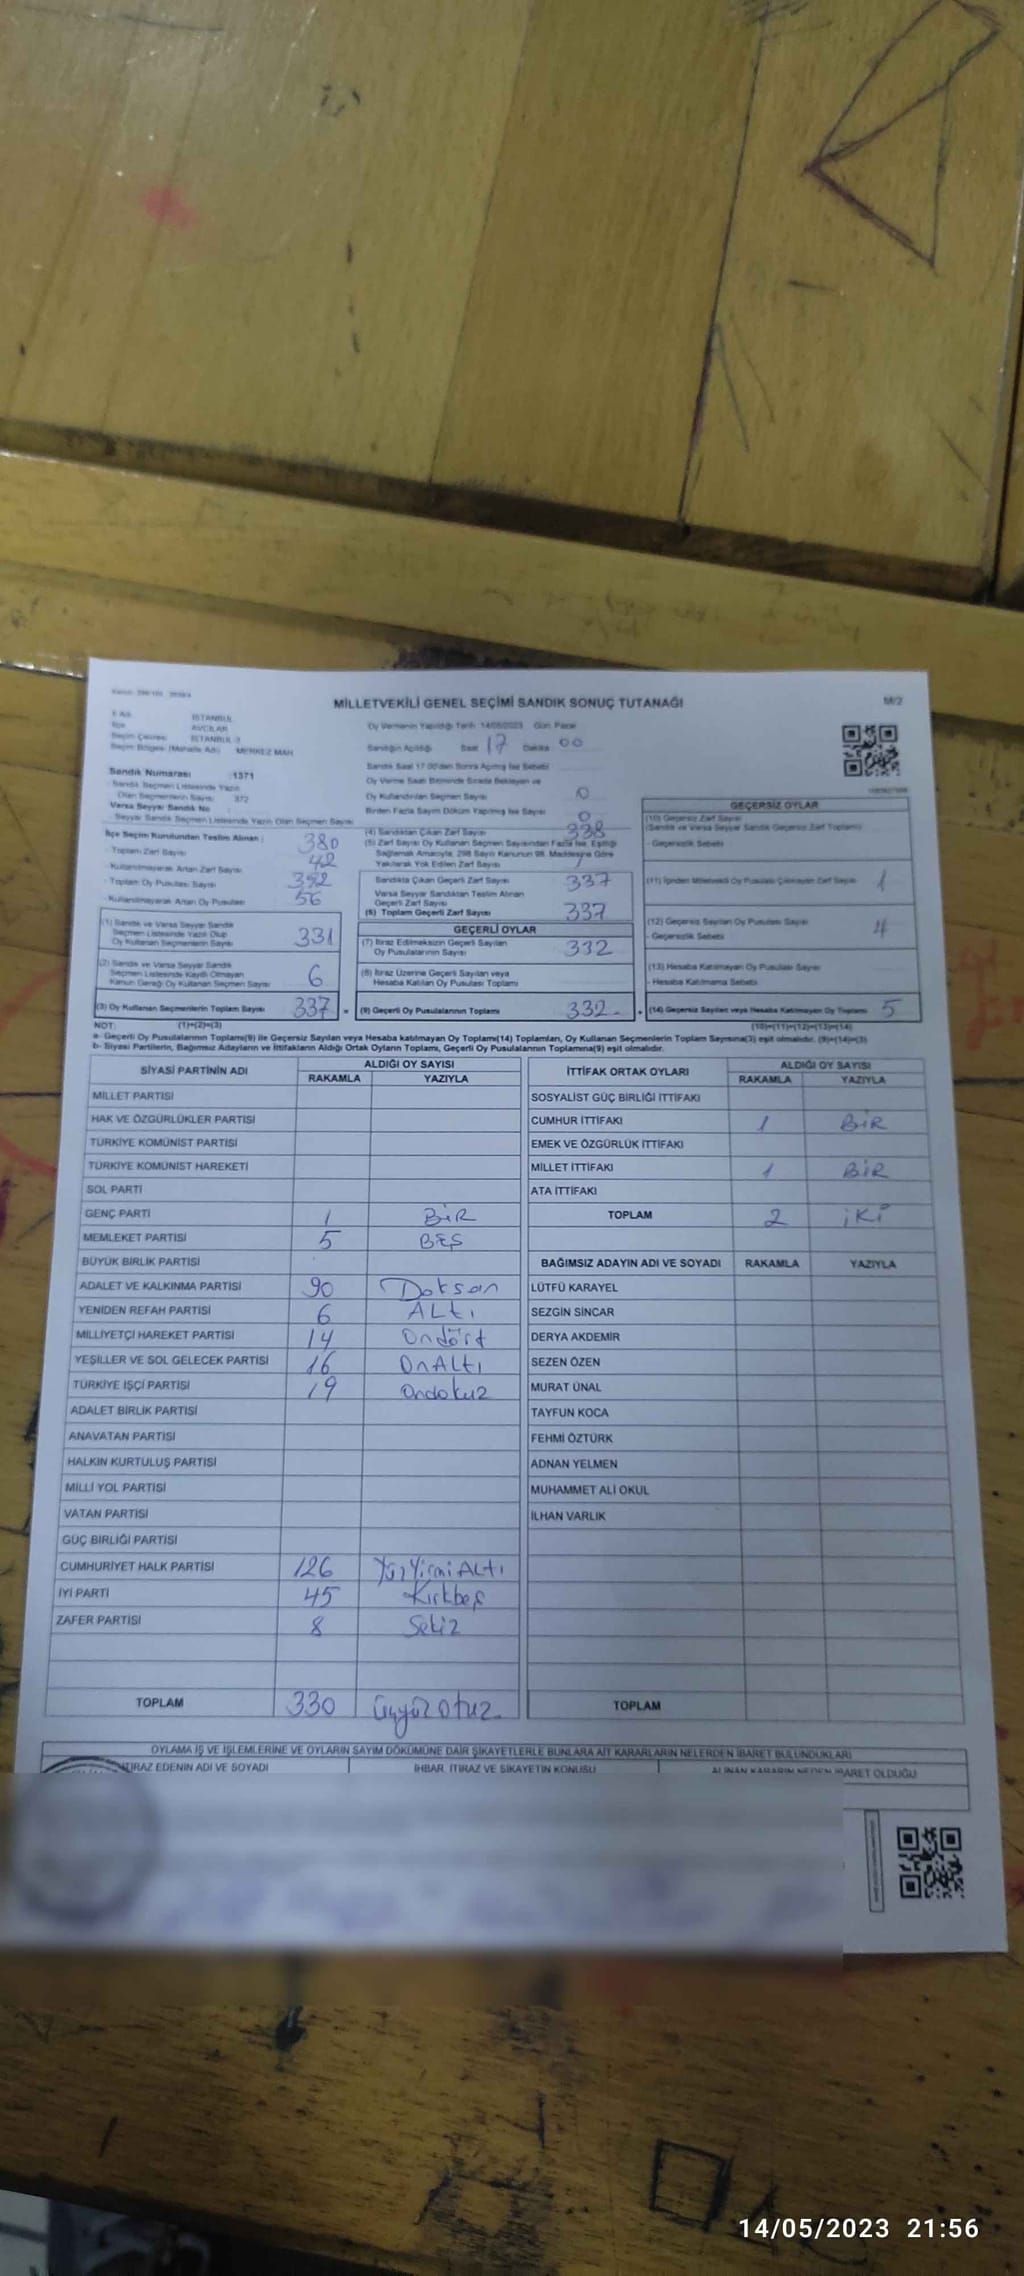 MİLLETVEKİLİ GENEL SEÇİMİ SANDIK SONUÇ TUTANAĞI
M/2
İSTANBUL
İlçe AVCILAR
Seçim Çevresi İSTANBUL-3
Seçim Bölgesi (Mahalle Adı) MERKEZ MAH
Oy Vermenin Yapıldığı Tarih 14/05/2023 Gün Pazar
Sandığın Açıldığı Saat 17 Dakika 00
Sandık Saat 17.00'den Sonra Açılmış İse Sebebi
Oy Verme Saati Bitiminde Sırada Bekleyen ve
Oy Kullandırılan Seçmen Sayısı 0
Birden Fazla Sayım Döküm Yapılmış İse Sayısı 0
Sandık Numarası :1371
Sandık Seçmen Listesinde Yazılı
Olan Seçmenlerin Sayısı 372
Varsa Seyyar Sandık No
Seyyar Sandık Seçmen Listesinde Yazılı Olan Seçmen Sayısı
İlçe Seçim Kurulundan Teslim Alınan :
- Toplam Zarf Sayısı 380
- Kullanılmayarak Artan Zarf Sayısı 42
- Toplam Oy Pusulası Sayısı 392
- Kullanılmayarak Artan Oy Pusulası 56
(1) Sandık ve Varsa Seyyar Sandık
Seçmen Listesinde Yazılı Olup
Oy Kullanan Seçmenlerin Sayısı 331
(2) Sandık ve Varsa Seyyar Sandık
Seçmen Listesinde Kayıtlı Olmayan
Kanun Gereği Oy Kullanan Seçmen Sayısı 6
(3) Oy Kullanan Seçmenlerin Toplam Sayısı 337
(4) Sandıktan Çıkan Zarf Sayısı 338
(5) Zarf Sayısı Oy Kullanan Seçmen Sayısından Fazla İse, Eşitliği
Sağlamak Amacıyla, 298 Sayılı Kanunun 98. Maddesine Göre
Yakılarak Yok Edilen Zarf Sayısı 1
Sandıkta Çıkan Geçerli Zarf Sayısı 337
Varsa Seyyar Sandıktan Teslim Alınan
Geçerli Zarf Sayısı
(6) Toplam Geçerli Zarf Sayısı 337
GEÇERLİ OYLAR
(7) İtiraz Edilmeksizin Geçerli Sayılan
Oy Pusulalarının Sayısı 332
(8) İtiraz Üzerine Geçerli Sayılan veya
Hesaba Katılan Oy Pusulası Toplamı
(9) Geçerli Oy Pusulalarının Toplamı 332
GEÇERSİZ OYLAR
(10) Geçersiz Zarf Sayısı
(Sandık ve Varsa Seyyar Sandık Geçersiz Zarf Toplamı)
- Geçersizlik Sebebi
(11) İçinden Milletvekili Oy Pusulası Çıkmayan Zarf Sayısı 1
(12) Geçersiz Sayılan Oy Pusulası Sayısı 4
- Geçersizlik Sebebi
(13) Hesaba Katılmayan Oy Pusulası Sayısı
- Hesaba Katılmama Sebebi
(14) Geçersiz Sayılan veya Hesaba Katılmayan Oy Toplamı 5
NOT: (1)+(2)=(3) (10)+(11)+(12)+(13)=(14)
a- Geçerli Oy Pusulalarının Toplamı(9) ile Geçersiz Sayılan veya Hesaba katılmayan Oy Toplamı(14) Toplamları, Oy Kullanan Seçmenlerin Toplam Sayısına(3) eşit olmalıdır. (9)+(14)=(3)
b- Siyasi Partilerin, Bağımsız Adayların ve İttifakların Aldığı Ortak Oyların Toplamı, Geçerli Oy Pusulalarının Toplamına(9) eşit olmalıdır.
SİYASİ PARTİNİN ADI ALDIĞI OY SAYISI
RAKAMLA YAZIYLA
MİLLET PARTİSİ
HAK VE ÖZGÜRLÜKLER PARTİSİ
TÜRKİYE KOMÜNİST PARTİSİ
TÜRKİYE KOMÜNİST HAREKETİ
SOL PARTİ
GENÇ PARTİ 1 BİR
MEMLEKET PARTİSİ 5 BEŞ
BÜYÜK BİRLİK PARTİSİ
ADALET VE KALKINMA PARTİSİ 90 Doksan
YENİDEN REFAH PARTİSİ 6 ALtı
MİLLİYETÇİ HAREKET PARTİSİ 14 Ondört
YEŞİLLER VE SOL GELECEK PARTİSİ 16 OnALtı
TÜRKİYE İŞÇİ PARTİSİ 19 Ondokuz
ADALET BİRLİK PARTİSİ
ANAVATAN PARTİSİ
HALKIN KURTULUŞ PARTİSİ
MİLLİ YOL PARTİSİ
VATAN PARTİSİ
GÜÇ BİRLİĞİ PARTİSİ
CUMHURİYET HALK PARTİSİ 126 YüzYirmiALtı
İYİ PARTİ 45 Kırkbeş
ZAFER PARTİSİ 8 Sekiz
TOPLAM 330 üçyüzotuz
İTTİFAK ORTAK OYLARI ALDIĞI OY SAYISI
RAKAMLA YAZIYLA
SOSYALİST GÜÇ BİRLİĞİ İTTİFAKI
CUMHUR İTTİFAKI 1 BİR
EMEK VE ÖZGÜRLÜK İTTİFAKI
MİLLET İTTİFAKI 1 BİR
ATA İTTİFAKI
TOPLAM 2 İKİ
BAĞIMSIZ ADAYIN ADI VE SOYADI RAKAMLA YAZIYLA
LÜTFÜ KARAYEL
SEZGİN SİNCAR
DERYA AKDEMİR
SEZEN ÖZEN
MURAT ÜNAL
TAYFUN KOCA
FEHMİ ÖZTÜRK
ADNAN YELMEN
MUHAMMET ALİ OKUL
İLHAN VARLIK
TOPLAM
OYLAMA İŞ VE İŞLEMLERİNE VE OYLARIN SAYIM DÖKÜMÜNE DAİR ŞİKAYETLERLE BUNLARA AİT KARARLARIN NELERDEN İBARET BULUNDUKLARI
İTİRAZ EDENİN ADI VE SOYADI İHBAR, İTİRAZ VE ŞİKAYETİN KONUSU ALINAN KARARIN NEDEN İBARET OLDUĞU
14/05/2023 21:56